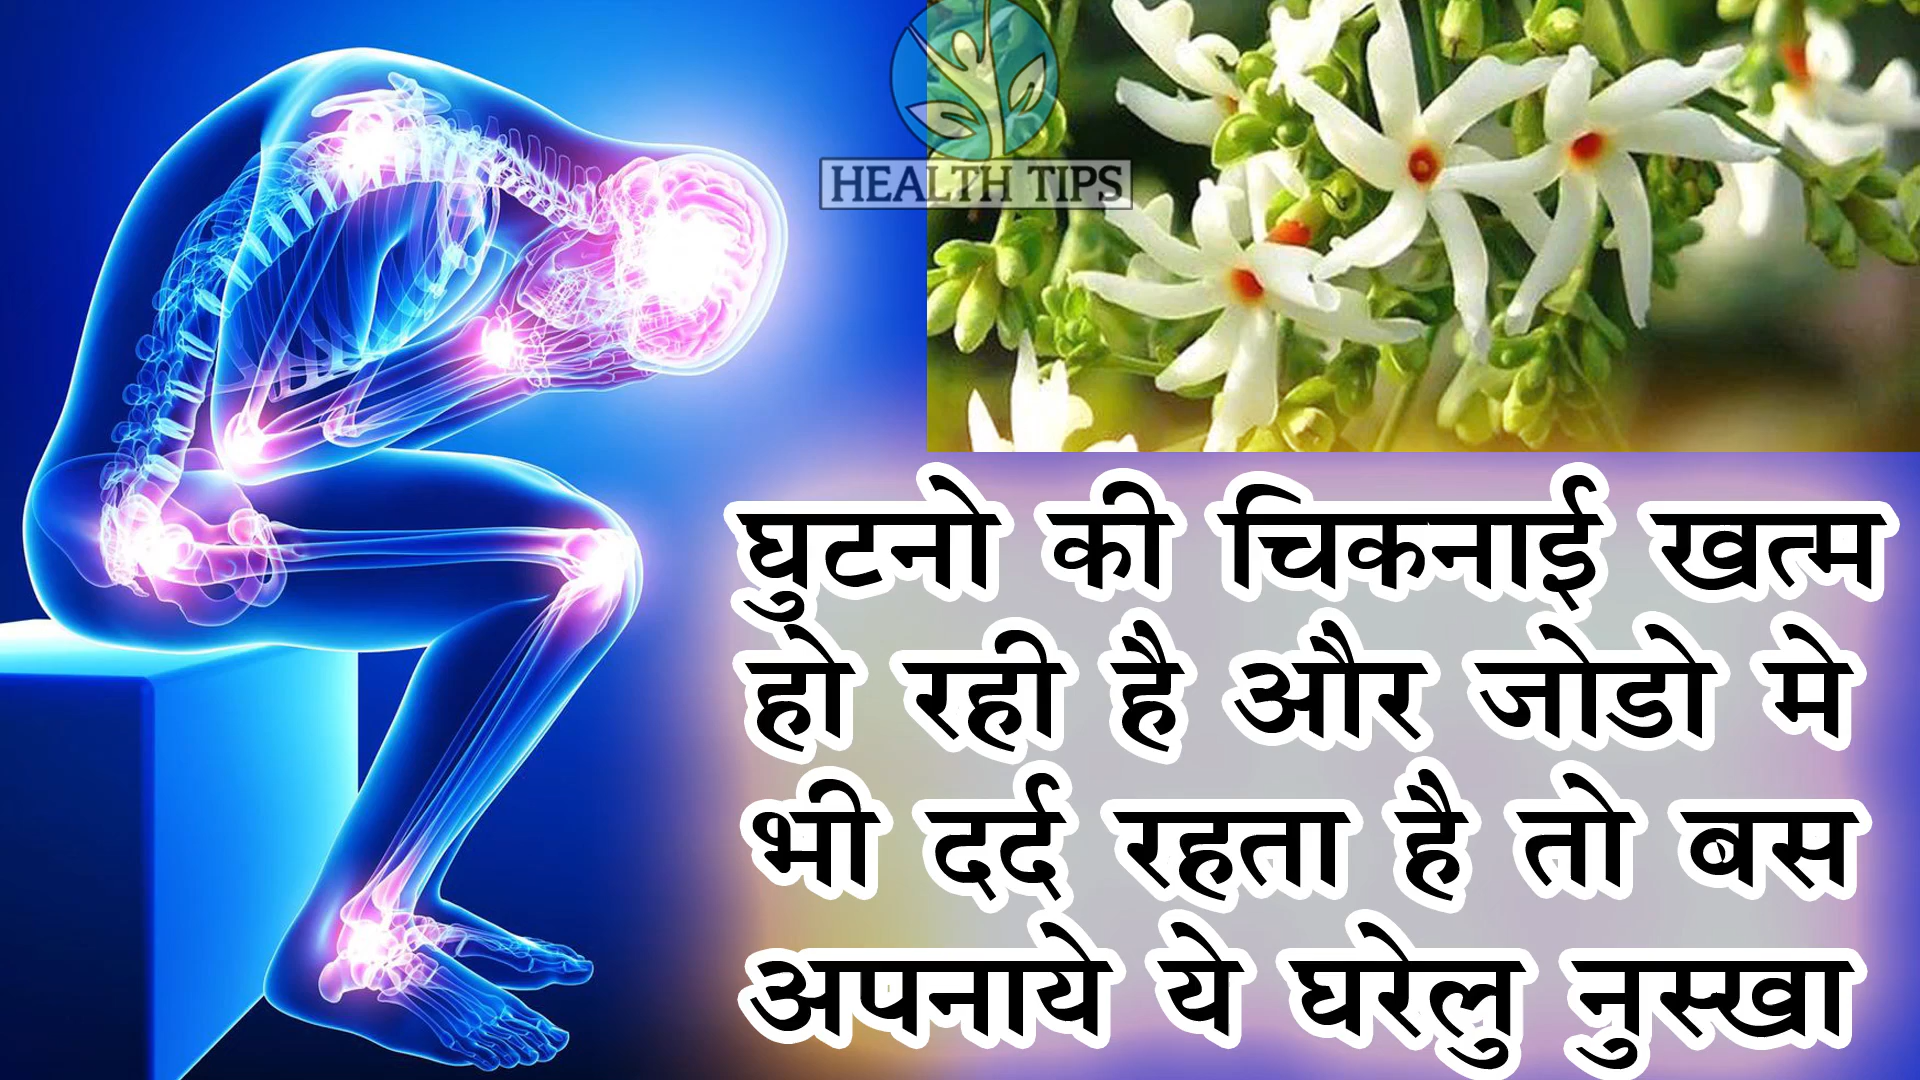 HEALTH TIPS
घुटनो की चिकनाई खत्म
हो रही है और जोडो मे
भी दर्द रहता है तो बस
अपनाये ये घरेलु नुस्खा